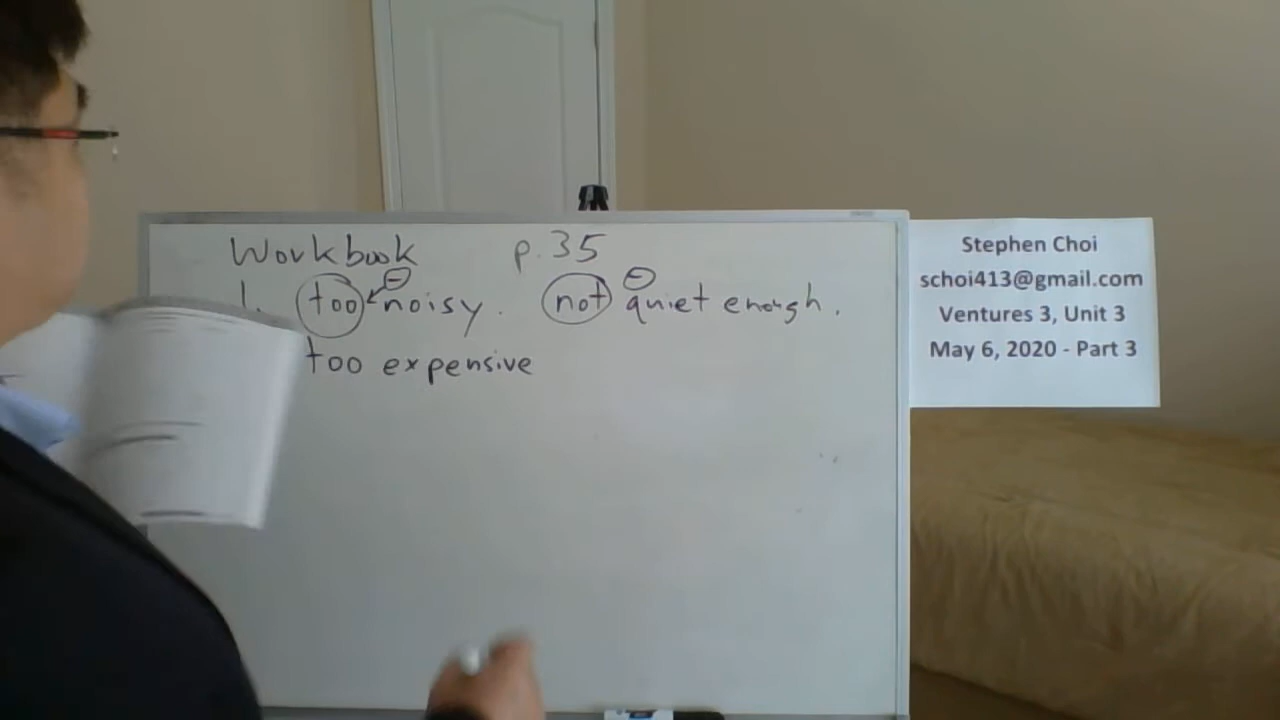 Workbook p.35
1. too noisy. not quiet enough.
too expensive
Stephen Choi
schoi413@gmail.com
Ventures 3, Unit 3
May 6, 2020 - Part 3